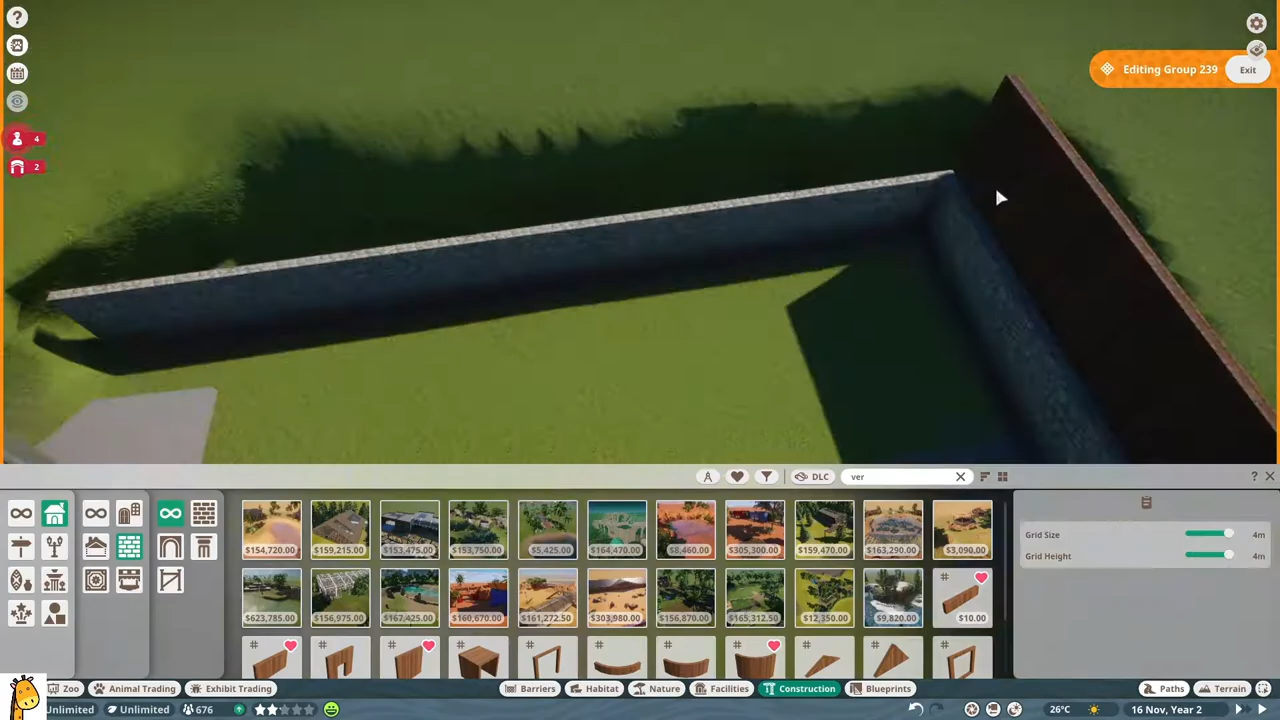 ?
Editing Group 239
Exit
4
2
DLC
ver
?
$154,720.00
$159,215.00
$153,475.00
$153,750.00
$5,425.00
$164,470.00
$8,460.00
$305,300.00
$159,470.00
$163,290.00
$3,090.00
Grid Size
4m
Grid Height
4m
$623,785.00
$156,975.00
$167,425.00
$160,670.00
$161,272.50
$303,980.00
$156,870.00
$165,312.50
$12,350.00
$9,820.00
$10.00
Zoo
Animal Trading
Exhibit Trading
Barriers
Habitat
Nature
Facilities
Construction
Blueprints
Paths
Terrain
Unlimited
Unlimited
676
26°C
16 Nov, Year 2